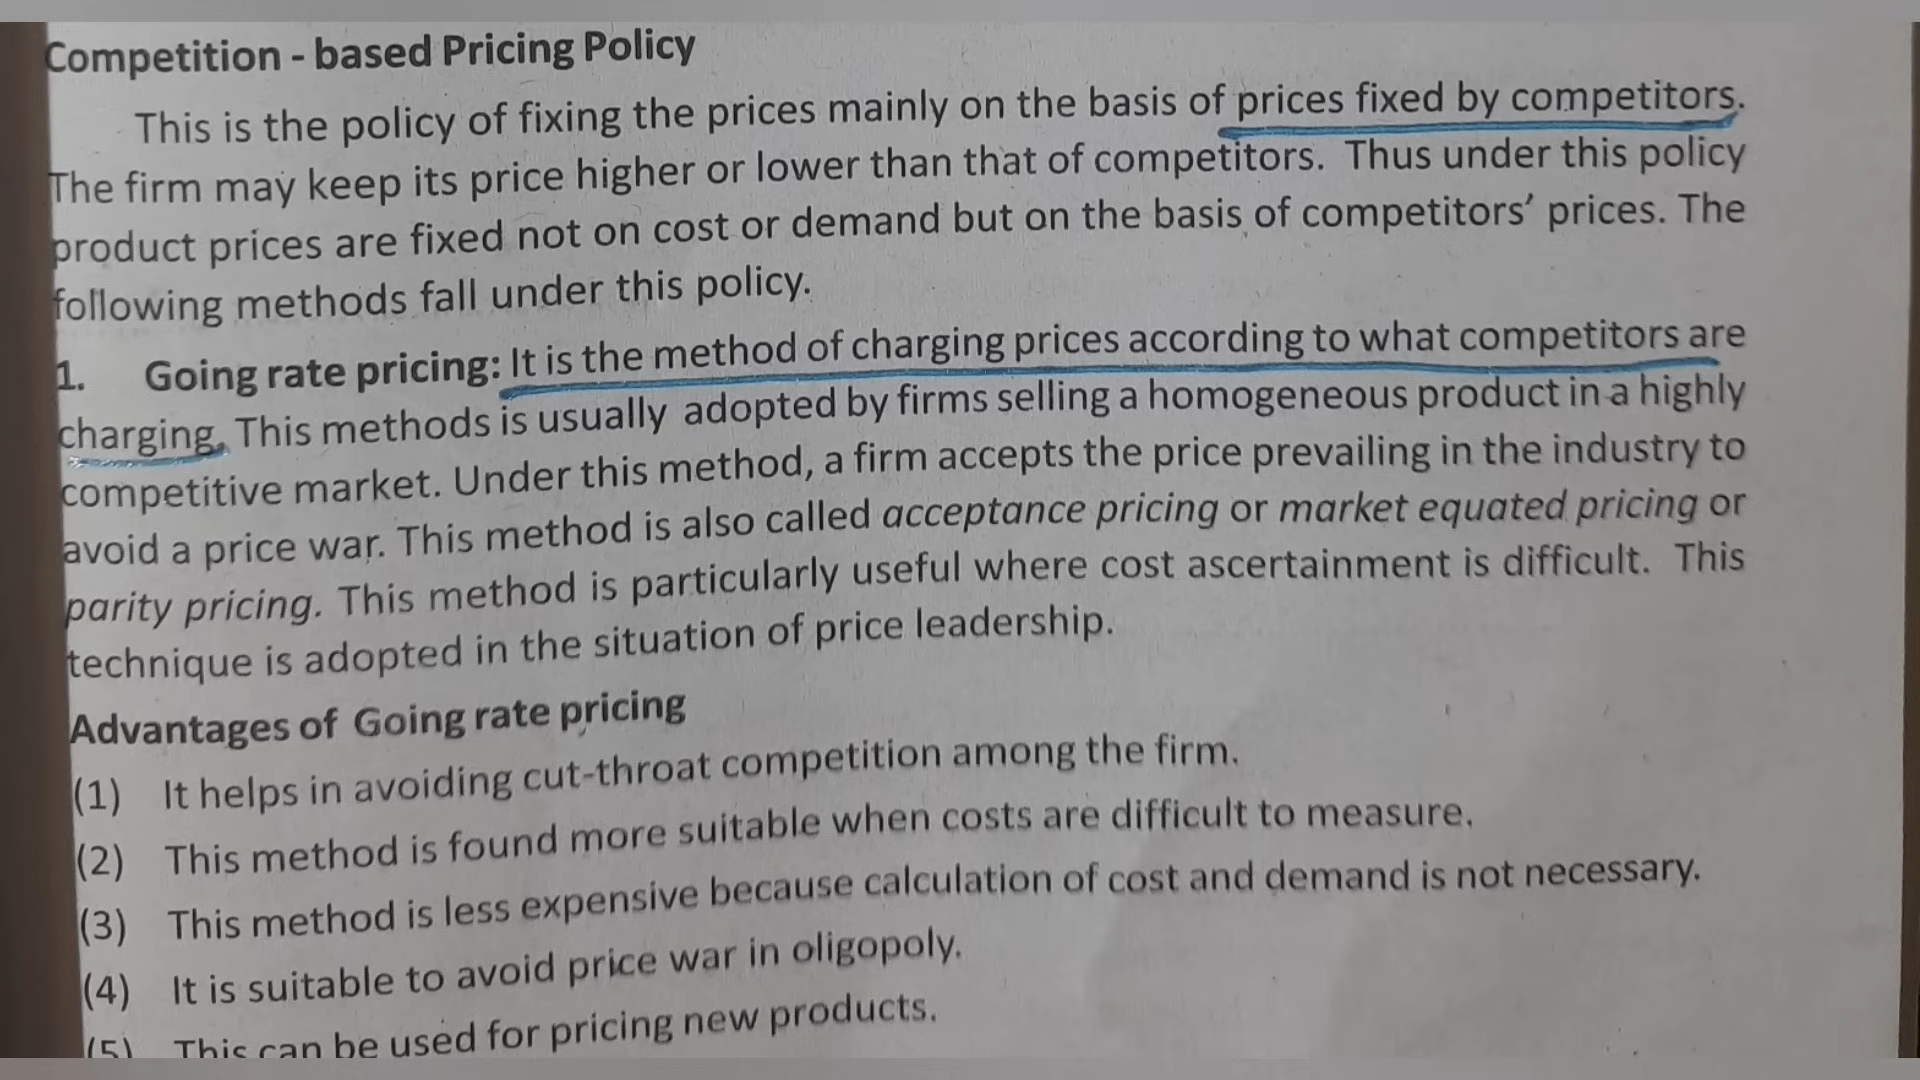 Competition - based Pricing Policy
This is the policy of fixing the prices mainly on the basis of prices fixed by competitors.
The firm may keep its price higher or lower than that of competitors. Thus under this policy
product prices are fixed not on cost or demand but on the basis of competitors’ prices. The
following methods fall under this policy.
1. Going rate pricing: It is the method of charging prices according to what competitors are
charging. This methods is usually adopted by firms selling a homogeneous product in a highly
competitive market. Under this method, a firm accepts the price prevailing in the industry to
avoid a price war. This method is also called acceptance pricing or market equated pricing or
parity pricing. This method is particularly useful where cost ascertainment is difficult. This
technique is adopted in the situation of price leadership.
Advantages of Going rate pricing
(1) It helps in avoiding cut-throat competition among the firm.
(2) This method is found more suitable when costs are difficult to measure.
(3) This method is less expensive because calculation of cost and demand is not necessary.
(4) It is suitable to avoid price war in oligopoly.
(5) This can be used for pricing new products.